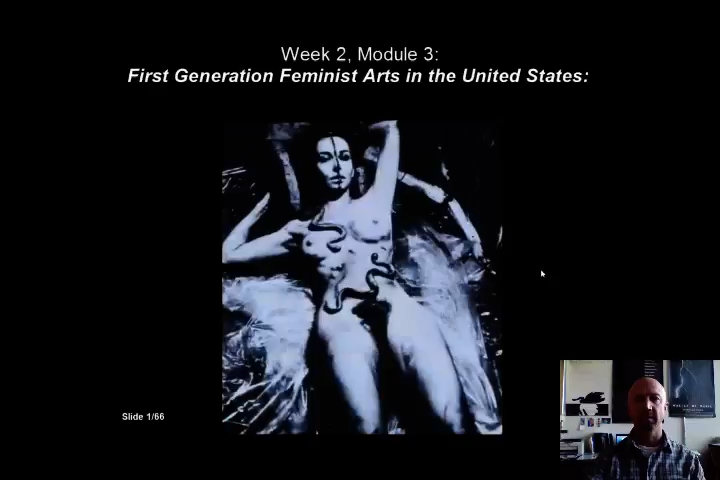 Week 2, Module 3:
First Generation Feminist Arts in the United States:
Slide 1/66